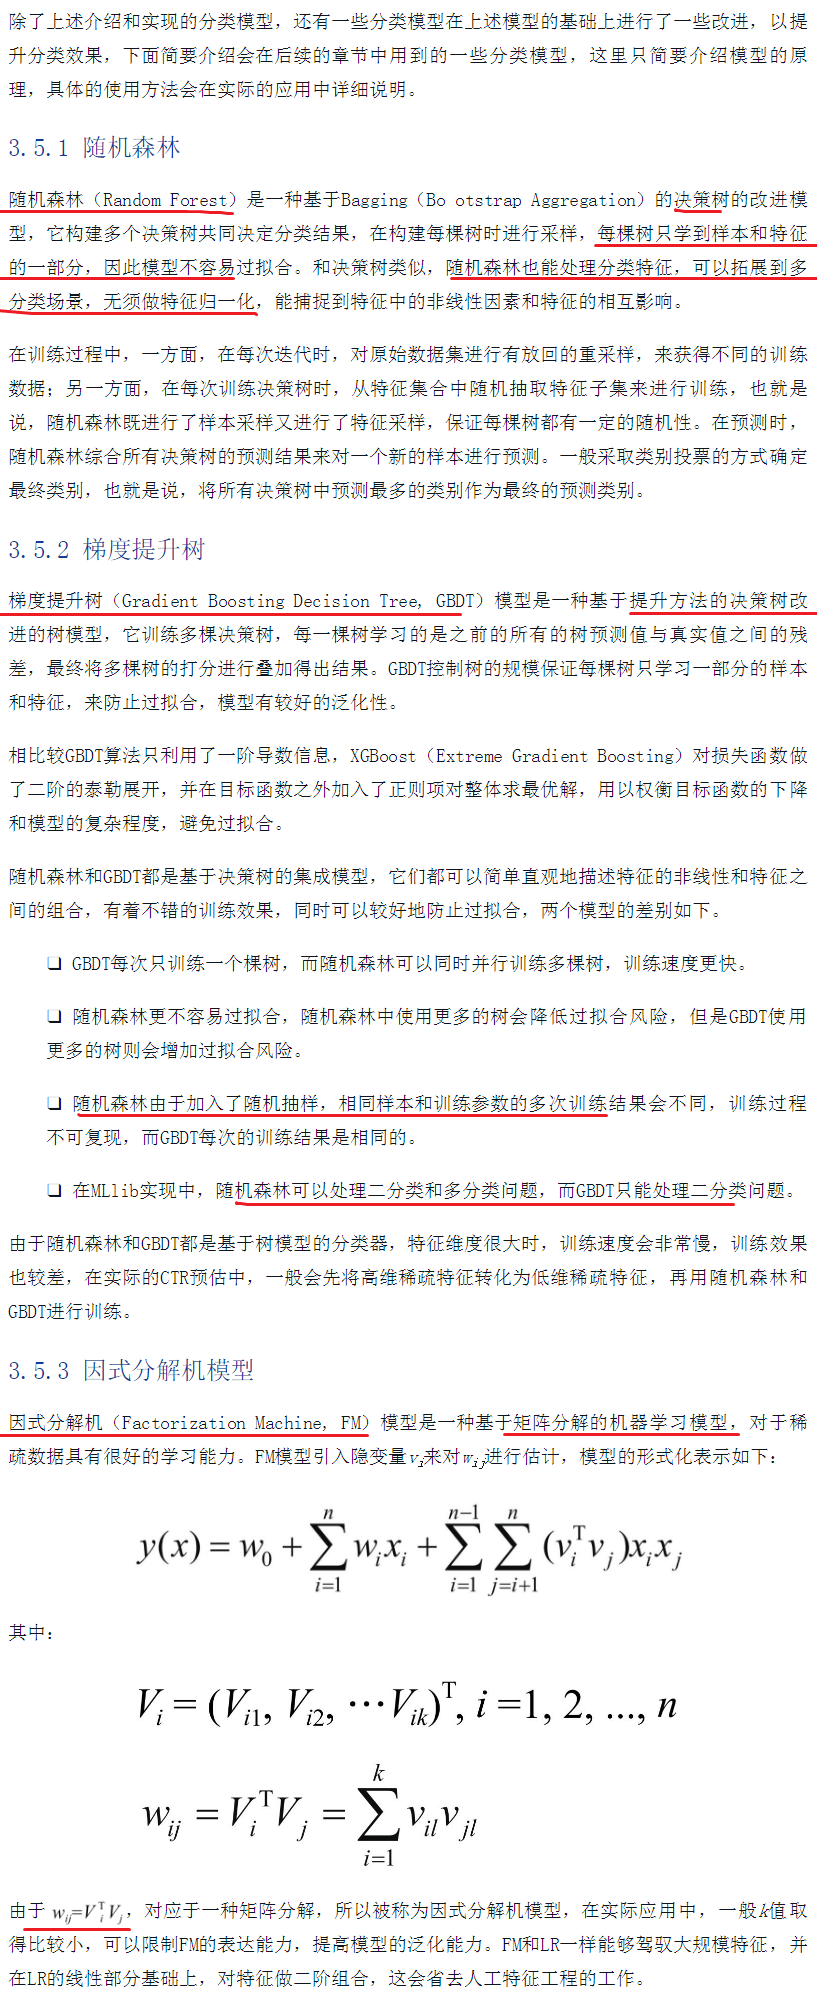 除了上述介绍和实现的分类模型，还有一些分类模型在上述模型的基础上进行了一些改进，以提
升分类效果，下面简要介绍会在后续的章节中用到的一些分类模型，这里只简要介绍模型的原
理，具体的使用方法会在实际的应用中详细说明。
3.5.1 随机森林
随机森林（Random Forest）是一种基于Bagging（Bo otstrap Aggregation）的决策树的改进模
型，它构建多个决策树共同决定分类结果，在构建每棵树时进行采样，每棵树只学到样本和特征
的一部分，因此模型不容易过拟合。和决策树类似，随机森林也能处理分类特征，可以拓展到多
分类场景，无须做特征归一化，能捕捉到特征中的非线性因素和特征的相互影响。
在训练过程中，一方面，在每次迭代时，对原始数据集进行有放回的重采样，来获得不同的训练
数据；另一方面，在每次训练决策树时，从特征集合中随机抽取特征子集来进行训练，也就是
说，随机森林既进行了样本采样又进行了特征采样，保证每棵树都有一定的随机性。在预测时，
随机森林综合所有决策树的预测结果来对一个新的样本进行预测。一般采取类别投票的方式确定
最终类别，也就是说，将所有决策树中预测最多的类别作为最终的预测类别。
3.5.2 梯度提升树
梯度提升树（Gradient Boosting Decision Tree, GBDT）模型是一种基于提升方法的决策树改
进的树模型，它训练多棵决策树，每一棵树学习的是之前的所有的树预测值与真实值之间的残
差，最终将多棵树的打分进行叠加得出结果。GBDT控制树的规模保证每棵树只学习一部分的样本
和特征，来防止过拟合，模型有较好的泛化性。
相比较GBDT算法只利用了一阶导数信息，XGBoost（Extreme Gradient Boosting）对损失函数做
了二阶的泰勒展开，并在目标函数之外加入了正则项对整体求最优解，用以权衡目标函数的下降
和模型的复杂程度，避免过拟合。
随机森林和GBDT都是基于决策树的集成模型，它们都可以简单直观地描述特征的非线性和特征之
间的组合，有着不错的训练效果，同时可以较好地防止过拟合，两个模型的差别如下。
❑ GBDT每次只训练一个棵树，而随机森林可以同时并行训练多棵树，训练速度更快。
❑ 随机森林更不容易过拟合，随机森林中使用更多的树会降低过拟合风险，但是GBDT使用
更多的树则会增加过拟合风险。
❑ 随机森林由于加入了随机抽样，相同样本和训练参数的多次训练结果会不同，训练过程
不可复现，而GBDT每次的训练结果是相同的。
❑ 在MLlib实现中，随机森林可以处理二分类和多分类问题，而GBDT只能处理二分类问题。
由于随机森林和GBDT都是基于树模型的分类器，特征维度很大时，训练速度会非常慢，训练效果
也较差，在实际的CTR预估中，一般会先将高维稀疏特征转化为低维稀疏特征，再用随机森林和
GBDT进行训练。
3.5.3 因式分解机模型
因式分解机（Factorization Machine, FM）模型是一种基于矩阵分解的机器学习模型，对于稀
疏数据具有很好的学习能力。FM模型引入隐变量v_i来对w_ij进行估计，模型的形式化表示如下：
y(x) = w_0 + ∑_{i=1}^{n} w_i x_i + ∑_{i=1}^{n−1} ∑_{j=i+1}^{n} (v_i^T v_j) x_i x_j
其中：
V_i = (V_i1, V_i2, ⋯V_ik)^T, i =1, 2, ..., n
w_ij = V_i^T V_j = ∑_{i=1}^{k} v_il v_jl
由于 w_ij=V_i^T V_j，对应于一种矩阵分解，所以被称为因式分解机模型，在实际应用中，一般k值取
得比较小，可以限制FM的表达能力，提高模型的泛化能力。FM和LR一样能够驾驭大规模特征，并
在LR的线性部分基础上，对特征做二阶组合，这会省去人工特征工程的工作。